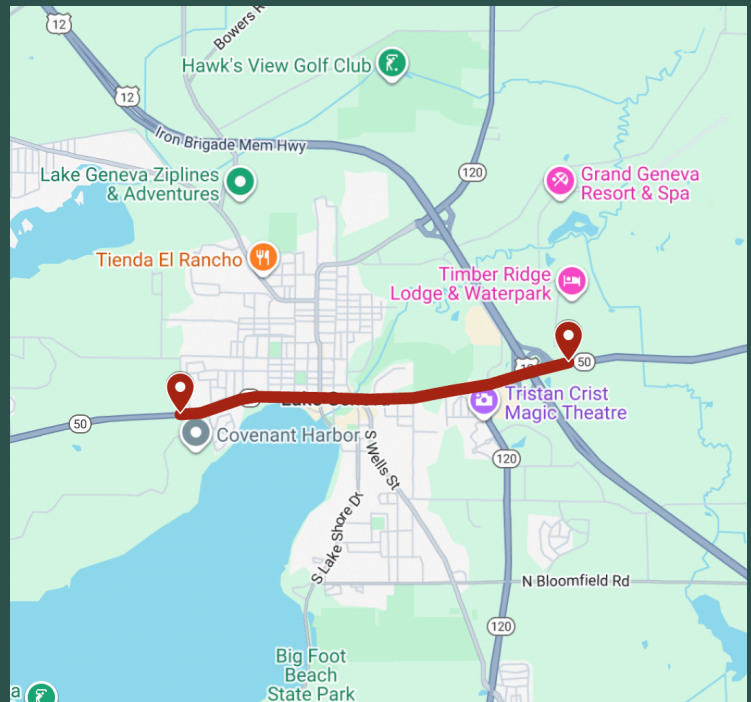 12
Bowers R
Hawk's View Golf Club
12
Iron Brigade Mem Hwy
120
Lake Geneva Ziplines
& Adventures
Grand Geneva
Resort & Spa
Tienda El Rancho
Timber Ridge
Lodge & Waterpark
50
Tristan Crist
Magic Theatre
50
Covenant Harbor
S Wells St
120
S Lake Shore Dr
N Bloomfield Rd
120
Big Foot
Beach
State Park
a